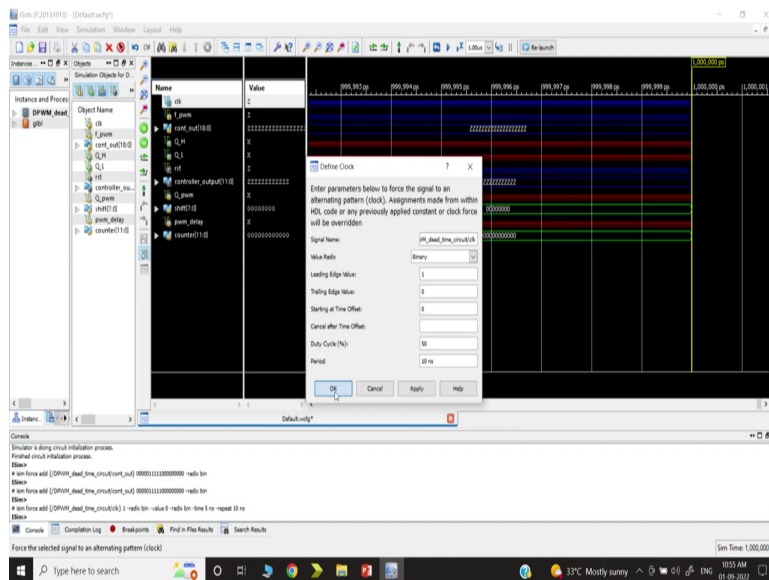 ISim (P.20131013) - [Default.wcfg*]
File Edit View Simulation Window Layout Help
1.00us Re-launch
Instances ... Objects
Simulation Objects for D...
Instance and Process
DPWM_dead_
glbl
Object Name
clk
f_pwm
cont_out[18:0]
Q_H
Q_L
rst
controller_ou...
Q_pwm
shift[7:0]
pwm_delay
counter[11:0]
Name Value
clk Z
f_pwm Z
cont_out[18:0] ZZZZZZZZZZZZZZZ
Q_H X
Q_L X
rst Z
controller_output[11:0] ZZZZZZZZZZZZ
Q_pwm X
shift[7:0] 00000000
pwm_delay X
counter[11:0] 000000000000
1,000,000 ps
999,993 ps 999,994 ps 999,995 ps 999,996 ps 999,997 ps 999,998 ps 999,999 ps 1,000,000 ps 1,000,001
ZZZZZZZZZZZZZZZZZZZ
Define Clock ? X
Enter parameters below to force the signal to an
alternating pattern (clock). Assignments made from within
HDL code or any previously applied constant or clock force
will be overridden
Signal Name: /M_dead_time_circuit/clk
Value Radix: Binary
Leading Edge Value: 1
Trailing Edge Value: 0
Starting at Time Offset: 0
Cancel after Time Offset:
Duty Cycle (%): 50
Period 10 ns
OK Cancel Apply Help
Instanc... Default.wcfg*
Console
Simulator is doing circuit initialization process.
Finished circuit initialization process.
ISim>
# isim force add {/DPWM_dead_time_circuit/cont_out} 0000011111000000000 -radix bin
ISim>
# isim force add {/DPWM_dead_time_circuit/cont_out} 0000011111000000000 -radix bin
ISim>
# isim force add {/DPWM_dead_time_circuit/clk} 1 -radix bin -value 0 -radix bin -time 5 ns -repeat 10 ns
ISim>
Console Compilation Log Breakpoints Find in Files Results Search Results
Force the selected signal to an alternating pattern (clock) Sim Time: 1,000,000
Type here to search 33°C Mostly sunny ENG 10:55 AM
01-09-2022